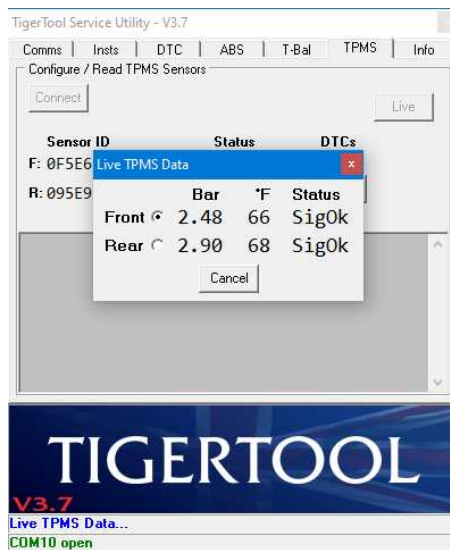 TigerTool Service Utility - V3.7
Comms Insts DTC ABS T-Bal TPMS Info
Configure / Read TPMS Sensors
Connect Live
Sensor ID Status DTCs
F: 0F5E6
R: 095E9
Live TPMS Data x
Bar °F Status
Front 2.48 66 SigOk
Rear 2.90 68 SigOk
Cancel
TIGERTOOL
V3.7
Live TPMS Data...
COM10 open